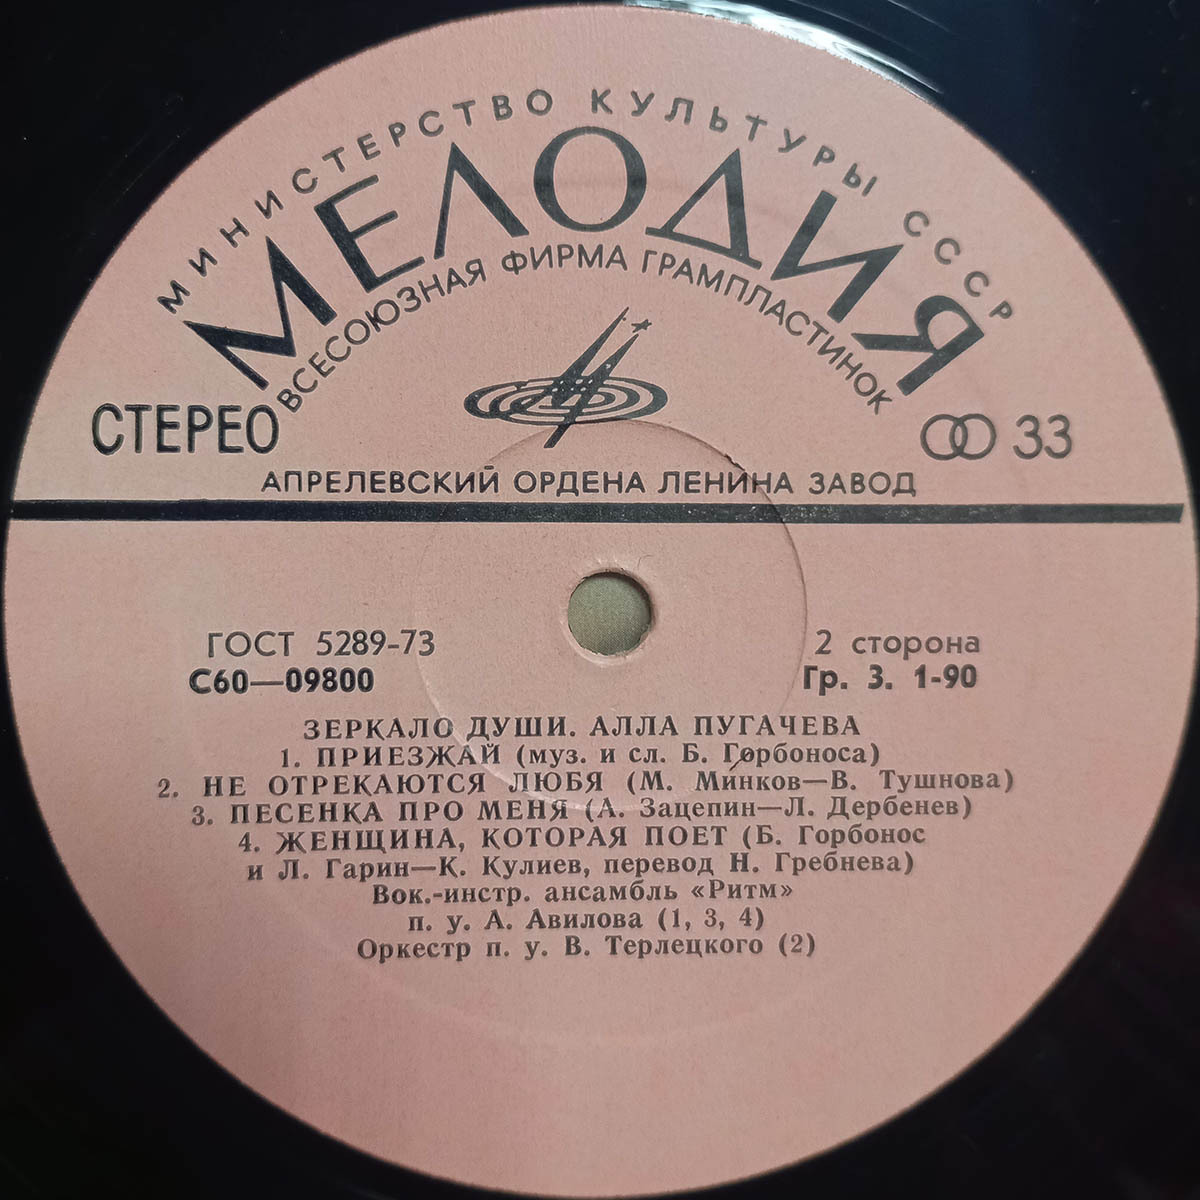 МИНИСТЕРСТВО КУЛЬТУРЫ СССР
МЕЛОДИЯ
ВСЕСОЮЗНАЯ ФИРМА ГРАМПЛАСТИНОК
СТЕРЕО
33
АПРЕЛЕВСКИЙ ОРДЕНА ЛЕНИНА ЗАВОД
ГОСТ 5289-73
2 сторона
С60—09800
Гр. 3. 1-90
ЗЕРКАЛО ДУШИ. АЛЛА ПУГАЧЕВА
1. ПРИЕЗЖАЙ (муз. и сл. Б. Горбоноса)
2. НЕ ОТРЕКАЮТСЯ ЛЮБЯ (М. Минков—В. Тушнова)
3. ПЕСЕНКА ПРО МЕНЯ (А. Зацепин—Л. Дербенев)
4. ЖЕНЩИНА, КОТОРАЯ ПОЕТ (Б. Горбонос
и Л. Гарин—К. Кулиев, перевод Н. Гребнева)
Вок.-инстр. ансамбль «Ритм»
п. у. А. Авилова (1, 3, 4)
Оркестр п. у. В. Терлецкого (2)